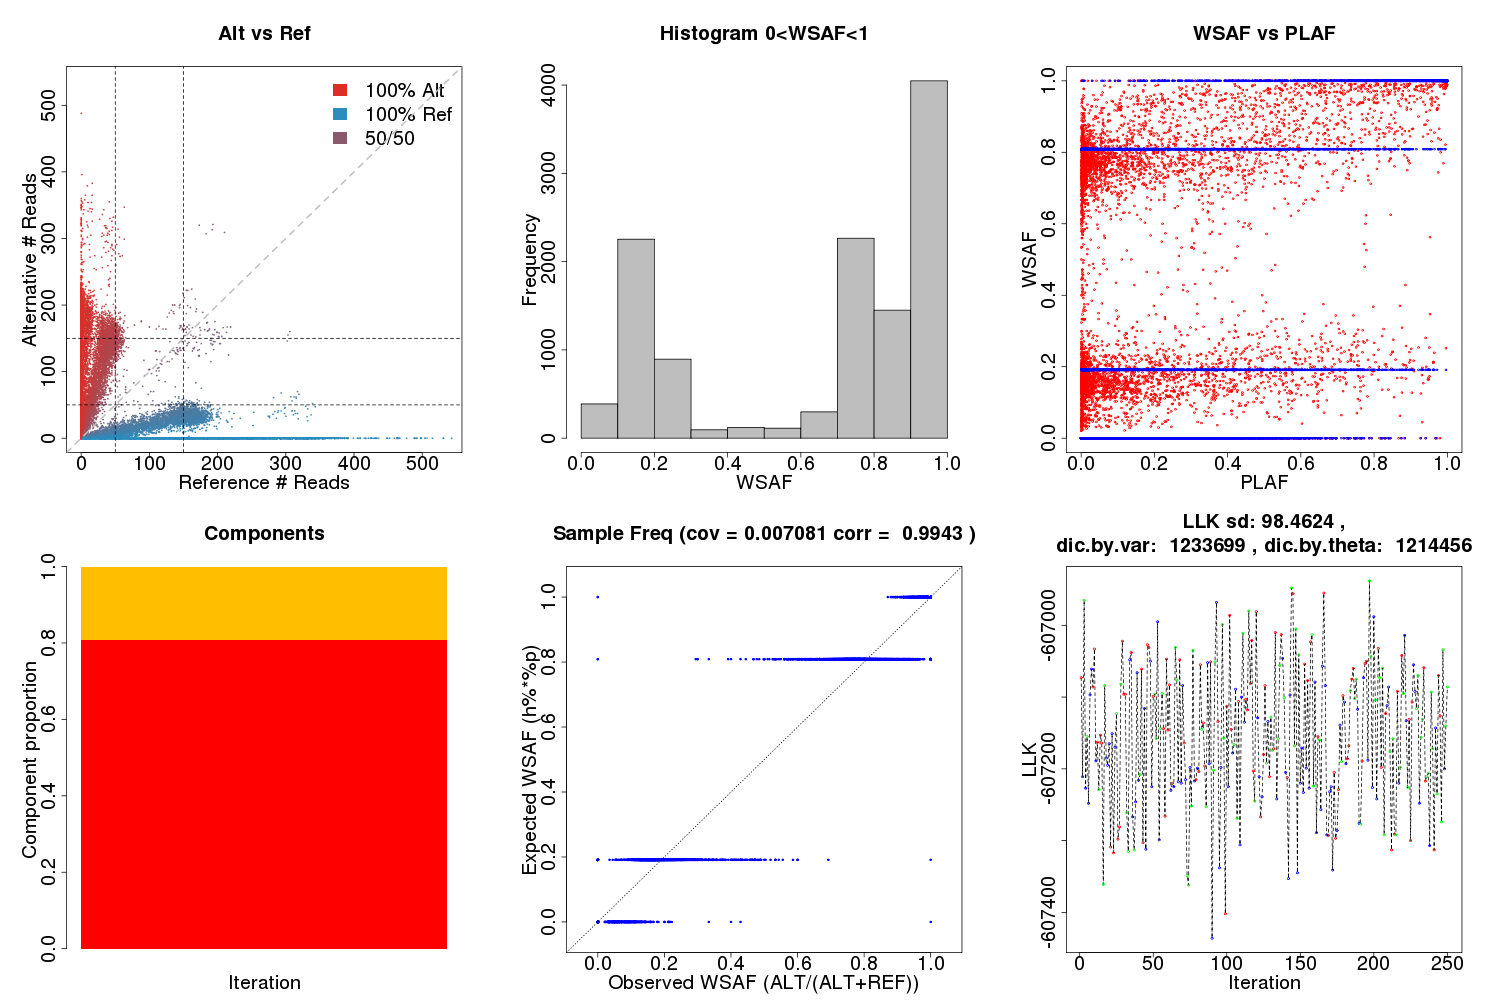 Alt vs Ref
100% Alt
100% Ref
50/50
Alternative # Reads
0 100 200 300 400 500
0 100 200 300 400 500
Reference # Reads
Histogram 0<WSAF<1
Frequency
0 1000 2000 3000 4000
0.0 0.2 0.4 0.6 0.8 1.0
WSAF
WSAF vs PLAF
WSAF
0.0 0.2 0.4 0.6 0.8 1.0
0.0 0.2 0.4 0.6 0.8 1.0
PLAF
Components
Component proportion
0.0 0.2 0.4 0.6 0.8 1.0
Iteration
Sample Freq (cov = 0.007081 corr = 0.9943 )
Expected WSAF (h%*%p)
0.0 0.2 0.4 0.6 0.8 1.0
0.0 0.2 0.4 0.6 0.8 1.0
Observed WSAF (ALT/(ALT+REF))
LLK sd: 98.4624 ,
dic.by.var: 1233699 , dic.by.theta: 1214456
LLK
-607400 -607200 -607000
0 50 100 150 200 250
Iteration